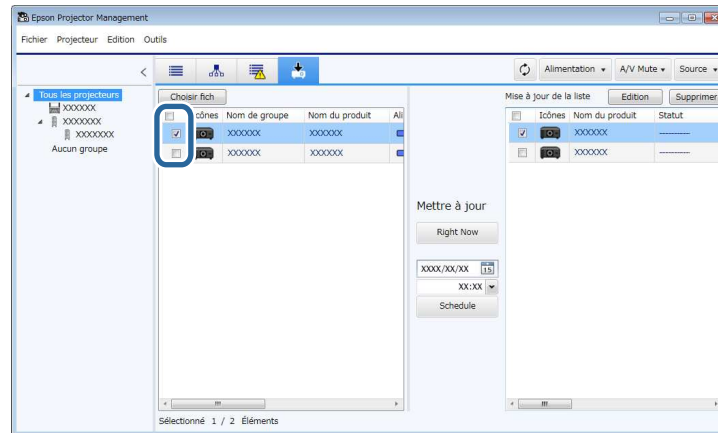 Epson Projector Management
Fichier Projecteur Edition Outils
Alimentation A/V Mute Source
Tous les projecteurs
XXXXXX
XXXXXXX
XXXXXXX
Aucun groupe
Choisir fich
Icônes Nom de groupe Nom du produit Ali
XXXXXX XXXXXX
XXXXXX XXXXXX
Mettre à jour
Right Now
XXXX/XX/XX 15
XX:XX
Schedule
Mise à jour de la liste Edition Supprimer
Icônes Nom du produit Statut
XXXXXX ----------
XXXXXX ----------
Sélectionné 1 / 2 Éléments